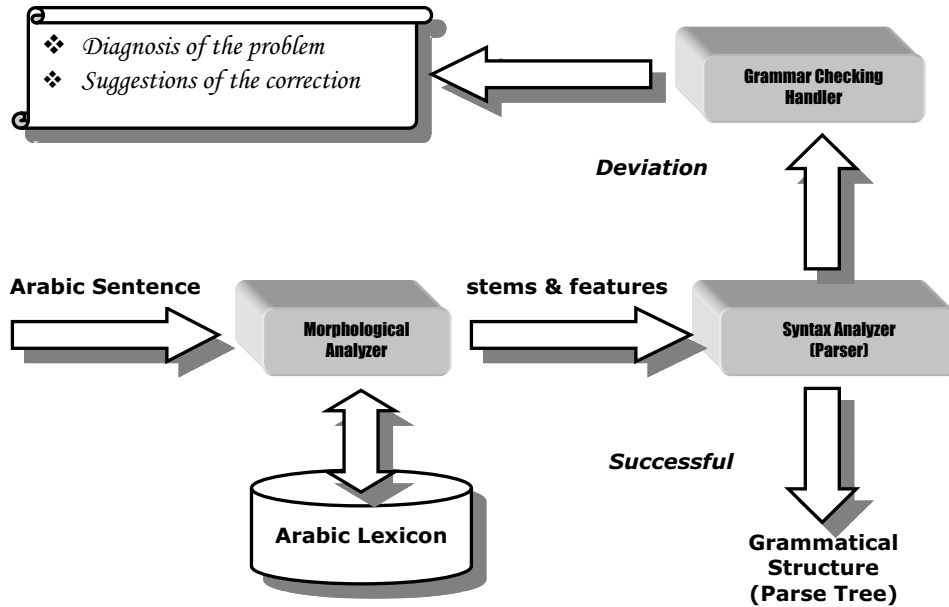 ❖ Diagnosis of the problem
❖ Suggestions of the correction
Grammar Checking
Handler
Deviation
Arabic Sentence
stems & features
Morphological
Analyzer
Syntax Analyzer
(Parser)
Successful
Arabic Lexicon
Grammatical
Structure
(Parse Tree)